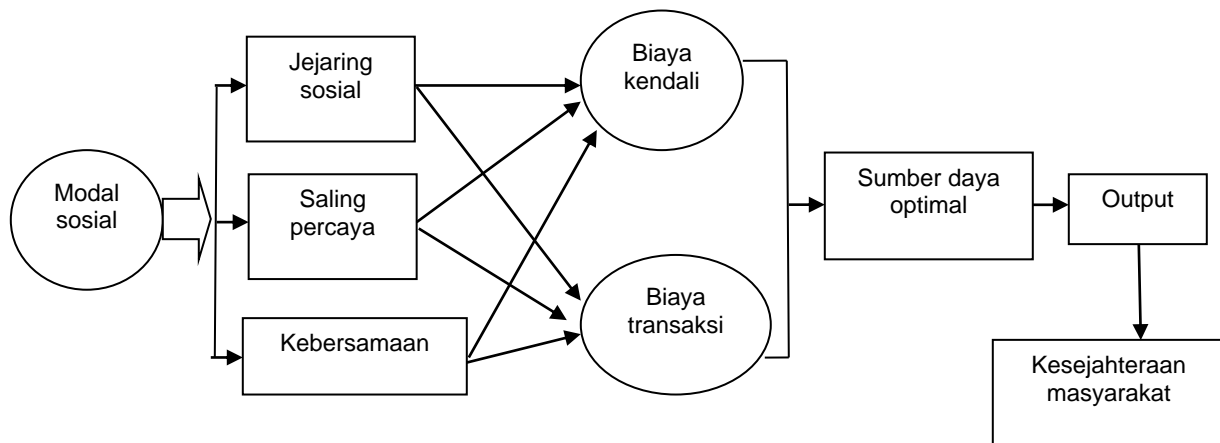 Modal
sosial
Jejaring
sosial
Saling
percaya
Kebersamaan
Biaya
kendali
Biaya
transaksi
Sumber daya
optimal
Output
Kesejahteraan
masyarakat